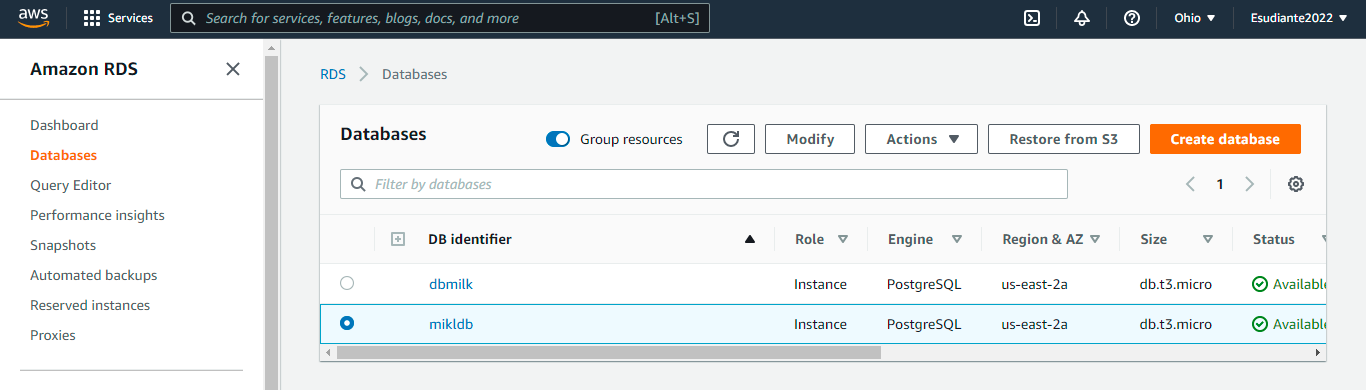 aws Services Search for services, features, blogs, docs, and more [Alt+S] Ohio Esudiante2022
Amazon RDS
Dashboard
Databases
Query Editor
Performance insights
Snapshots
Automated backups
Reserved instances
Proxies
RDS Databases
Databases Group resources Modify Actions Restore from S3 Create database
Filter by databases 1
DB identifier Role Engine Region & AZ Size Status
dbmilk Instance PostgreSQL us-east-2a db.t3.micro Available
mikldb Instance PostgreSQL us-east-2a db.t3.micro Available